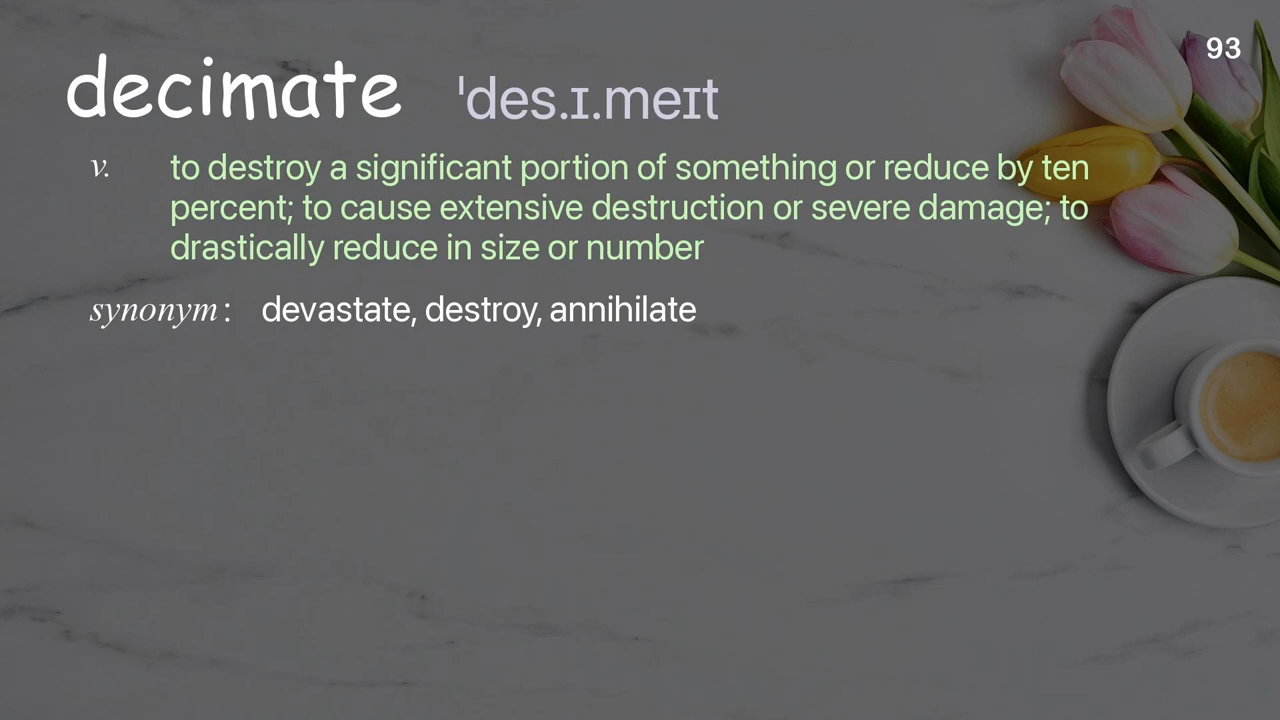 93
decimate ˈdes.ɪ.meɪt
v. to destroy a significant portion of something or reduce by ten
percent; to cause extensive destruction or severe damage; to
drastically reduce in size or number
synonym: devastate, destroy, annihilate